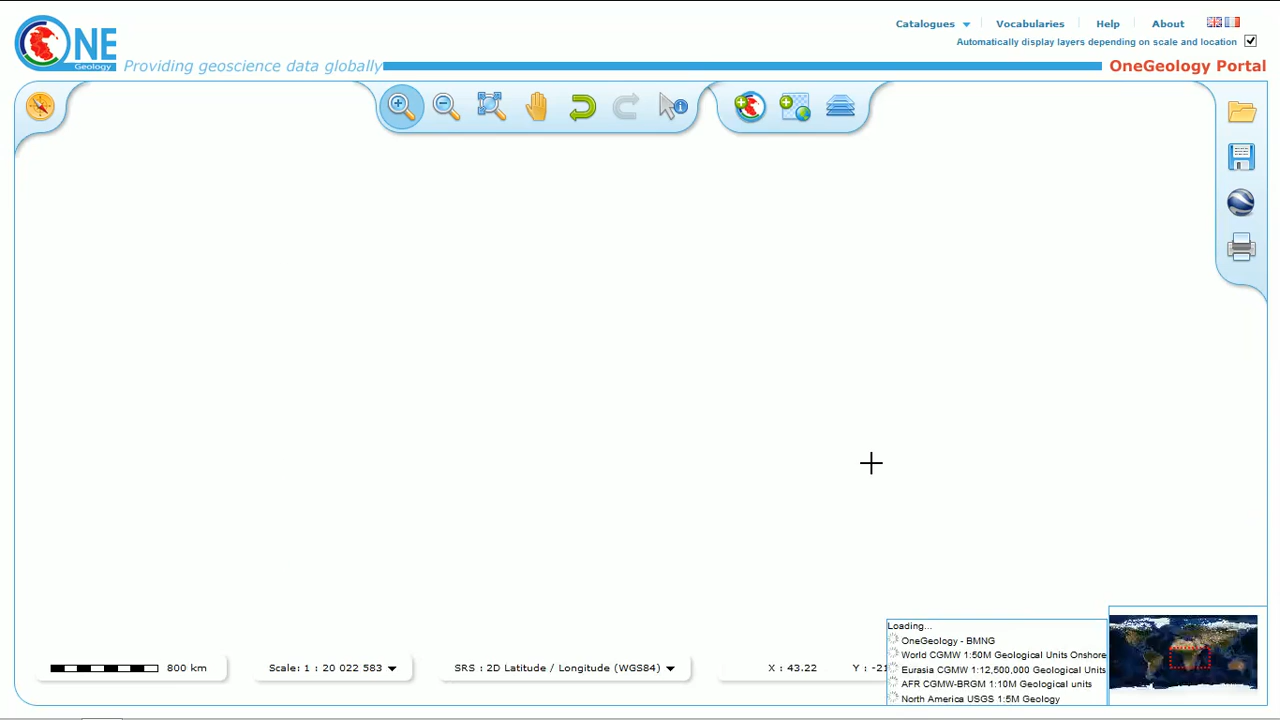 Catalogues Vocabularies Help About
Automatically display layers depending on scale and location
ONE
Geology
Providing geoscience data globally
OneGeology Portal
Loading...
OneGeology - BMNG
World CGMW 1:50M Geological Units Onshore
Eurasia CGMW 1:12,500,000 Geological Units
AFR CGMW-BRGM 1:10M Geological units
North America USGS 1:5M Geology
800 km
Scale: 1 : 20 022 583
SRS : 2D Latitude / Longitude (WGS84)
X : 43.22
Y : -21